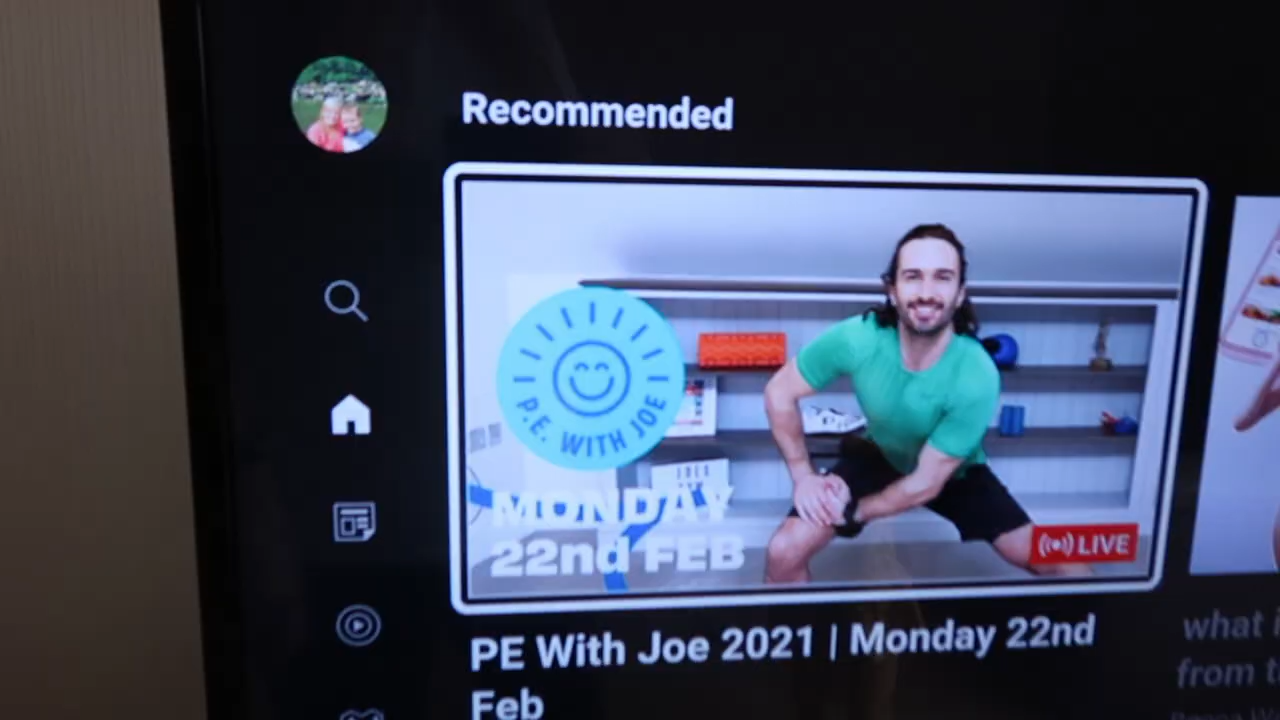 Recommended
P.E. WITH JOE
MONDAY
22nd FEB
LIVE
PE With Joe 2021 | Monday 22nd
Feb
what i
from t